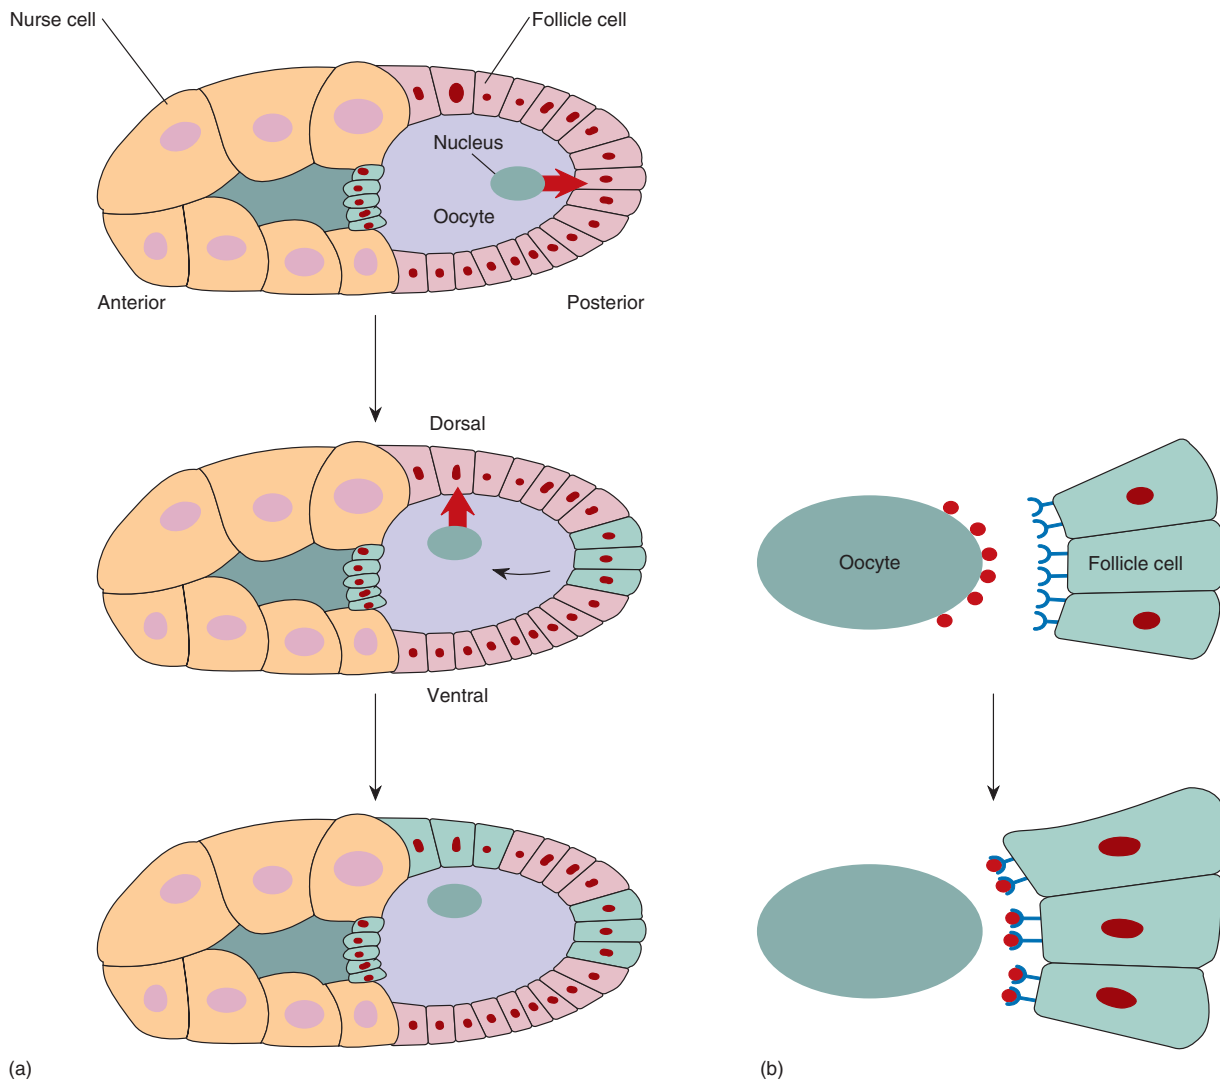 Nurse cell
Follicle cell
Nucleus
Oocyte
Anterior
Posterior
Dorsal
Ventral
(a)
Oocyte
Follicle cell
(b)